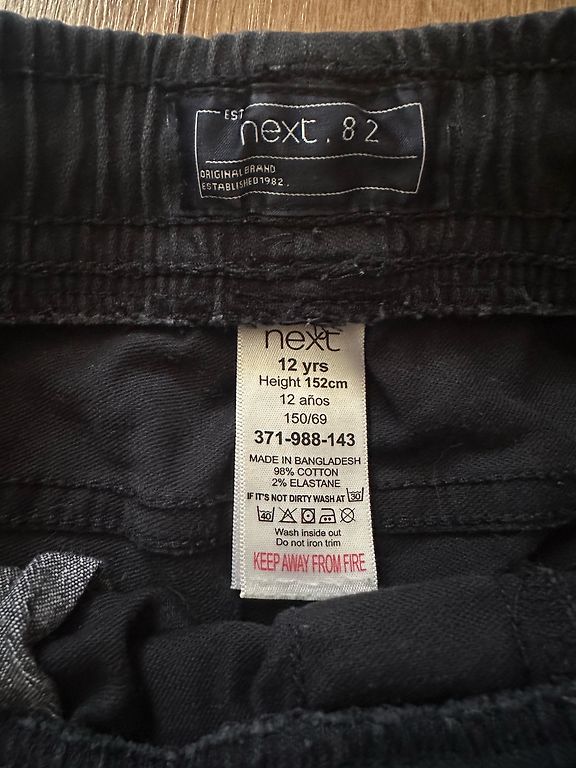 EST
next.82
ORIGINAL BRAND
ESTABLISHED 1982.
next
12 yrs
Height 152cm
12 años
150/69
371-988-143
MADE IN BANGLADESH
98% COTTON
2% ELASTANE
IF IT'S NOT DIRTY WASH AT 30
40
Wash inside out
Do not iron trim
KEEP AWAY FROM FIRE